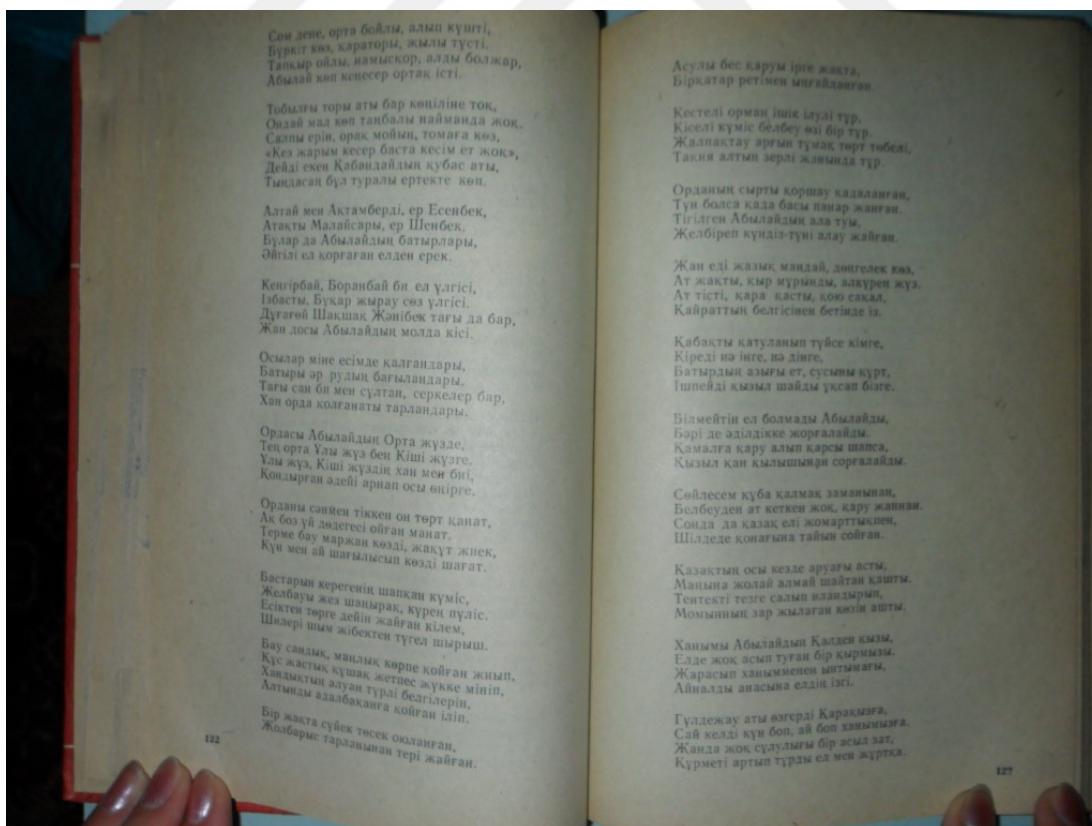 Сом дене, орта бойлы, алып күшті,
Бүркіт көз, қараторы, жылы түсті.
Тапқыр ойлы, намысқор, алды болжар,
Абылай көп кеңесер ортақ істі.
Тобылғы торы аты бар көңіліне тоқ,
Ондай мал көп таңбалы найманда жоқ.
Салпы ерін, орақ мойын, томаға көз,
«Кез жарым кесер баста кесім ет жоқ»,
Дейді екен Қабандайдың қубас аты,
Тыңдасаң бұл туралы ертекте көп.
Алтай мен Ақтамберді, ер Есенбек,
Атақты Малайсары, ер Шенбек.
Бұлар да Абылайдың батырлары,
Әйгілі ел қорғаған елден ерек.
Кеңгірбай, Боранбай би ел үлгісі,
Ізбасты, Бұқар жырау сөз үлгісі.
Дұғагөй Шақшақ Жәнібек тағы да бар,
Жан досы Абылайдың молда кісі.
Осылар міне есімде қалғандары,
Батыры әр рудың бағыландары.
Тағы сан би мен сұлтан, серкелер бар,
Хан орда қолғанаты тарландары.
Ордасы Абылайдың Орта жүзде,
Тең орта Ұлы жүз бен Кіші жүзге.
Ұлы жүз, Кіші жүздің хан мен биі,
Қондырған әдейі арнап осы өңірге.
Орданы сәнмен тіккен он төрт қанат,
Ақ боз үй дөдегесі ойған манат.
Терме бау маржан көзді, жақұт жиек,
Күн мен ай шағылысып көзді шағат.
Бастарын керегенің шапқан күміс,
Желбауы жез шаңырақ, күрең пүліс.
Есіктен төрге дейін жайған кілем,
Шилері шым жібектен түгел шырыш.
Бау сандық, маңлық көрпе қойған жиып,
Құс жастық құшақ жетпес жүкке мініп,
Хандықтың алуан түрлі белгілерін,
Алтынды адалбақанға қойған іліп.
Бір жақта сүйек төсек оюланған,
Жолбарыс тарланынан тері жайған.
122
Асулы бес қаруы ірге жақта,
Бірқатар ретімен ыңғайланған.
Кестелі орман ішік ілулі тұр,
Кіселі күміс белбеу өзі бір тұр.
Жалпақтау арғын тұмақ төрт төбелі,
Тақия алтын зерлі жанында тұр.
Орданың сырты қоршау қадаланған,
Түн болса қада басы панар жанған.
Тігілген Абылайдың ала туы,
Желбіреп күндіз-түні алау жайған.
Жан еді жазық маңдай, дөңгелек көз,
Ат жақты, қыр мұрынды, алкүрең жүз.
Ат тісті, қара қасты, қою сақал,
Қайраттың белгісінен бетінде із.
Қабақты қатуланып түйсе кімге,
Кіреді иә інге, иә дінге,
Батырдың азығы ет, сусыны құрт,
Ішпейді қызыл шайды ұқсап бізге.
Білмейтін ел болмады Абылайды,
Бәрі де әділдікке жорғалайды.
Қамалға қару алып қарсы шапса,
Қызыл қан қылышынан сорғалайды.
Сөйлесем құба қалмақ заманынан,
Белбеуден ат кеткен жоқ, қару жаннан.
Сонда да қазақ елі жомарттықпен,
Шілдеде қонағына тайын сойған.
Қазақтың осы кезде аруағы асты,
Маңына жолай алмай шайтан қашты.
Тентекті тезге салып иландырып,
Момынның зар жылаған көзін ашты.
Ханымы Абылайдың Қалден қызы,
Елде жоқ асып туған бір қырмызы.
Жарасып ханымменен ынтымағы,
Айналды анасына елдің ізгі.
Гүлдежау аты өзгерді Қарақызға,
Сай келді күн боп, ай боп ханымызға.
Жанда жоқ сұлулығы бір асыл зат,
Құрметі артып тұрды ел мен жұртқа.
127